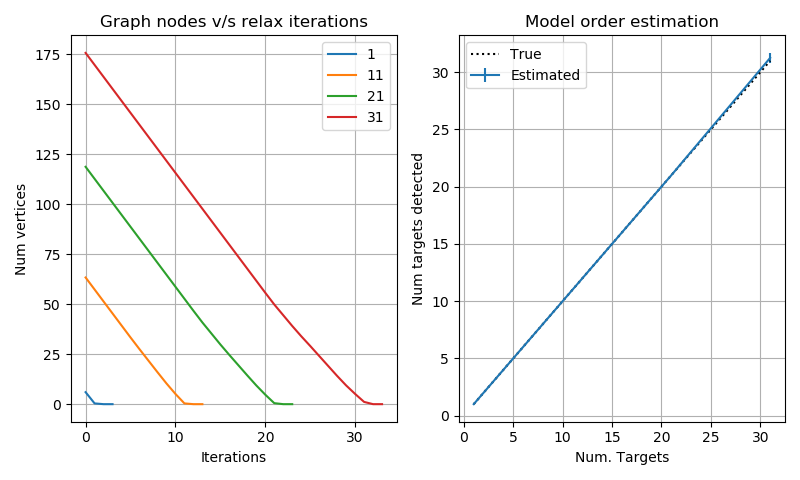 Graph nodes v/s relax iterations
1
11
21
31
175
150
125
100
75
50
25
0
Num vertices
0 10 20 30
Iterations
Model order estimation
True
Estimated
30
25
20
15
10
5
0
Num targets detected
0 5 10 15 20 25 30
Num. Targets